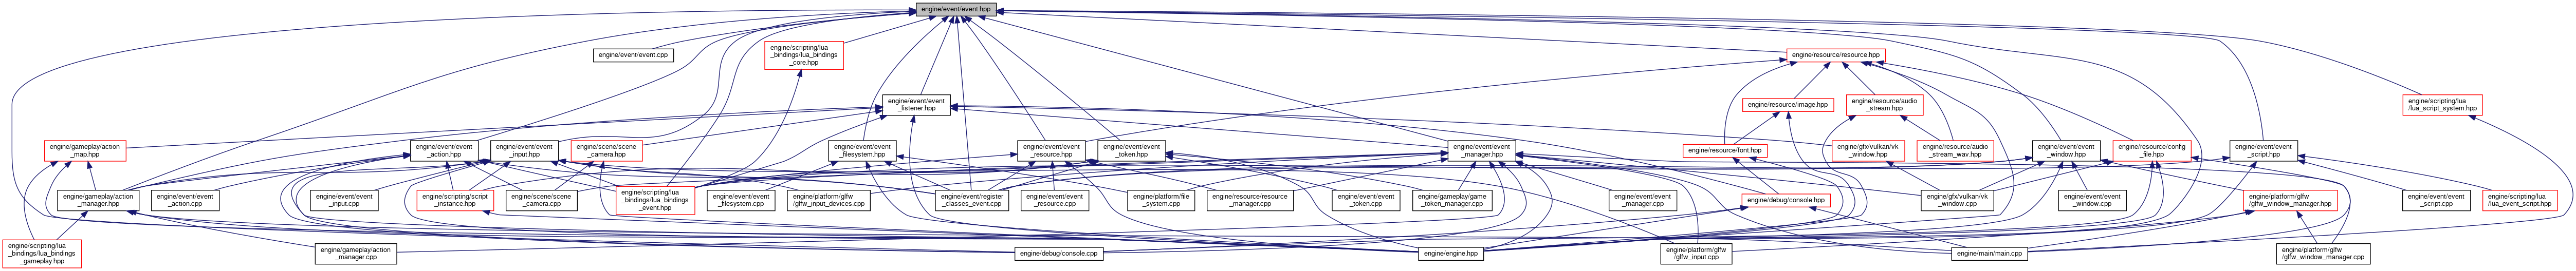 engine/event/event.hpp
engine/event/event.cpp
engine/scripting/lua
_bindings/lua_bindings
_core.hpp
engine/resource/resource.hpp
engine/event/event
_listener.hpp
engine/resource/image.hpp
engine/resource/audio
_stream.hpp
engine/scripting/lua
/lua_script_system.hpp
engine/gameplay/action
_map.hpp
engine/event/event
_action.hpp
engine/event/event
_input.hpp
engine/scene/scene
_camera.hpp
engine/event/event
_filesystem.hpp
engine/event/event
_resource.hpp
engine/event/event
_token.hpp
engine/event/event
_manager.hpp
engine/resource/font.hpp
engine/gfx/vulkan/vk
_window.hpp
engine/resource/audio
_stream_wav.hpp
engine/event/event
_window.hpp
engine/resource/config
_file.hpp
engine/event/event
_script.hpp
engine/gameplay/action
_manager.hpp
engine/event/event
_action.cpp
engine/event/event
_input.cpp
engine/scripting/script
_instance.hpp
engine/scene/scene
_camera.cpp
engine/scripting/lua
_bindings/lua_bindings
_event.hpp
engine/event/event
_filesystem.cpp
engine/platform/glfw
/glfw_input_devices.cpp
engine/event/register
_classes_event.cpp
engine/event/event
_resource.cpp
engine/platform/file
_system.cpp
engine/resource/resource
_manager.cpp
engine/event/event
_token.cpp
engine/gameplay/game
_token_manager.cpp
engine/event/event
_manager.cpp
engine/debug/console.hpp
engine/gfx/vulkan/vk
_window.cpp
engine/event/event
_window.cpp
engine/platform/glfw
/glfw_window_manager.hpp
engine/event/event
_script.cpp
engine/scripting/lua
/lua_event_script.hpp
engine/scripting/lua
_bindings/lua_bindings
_gameplay.hpp
engine/gameplay/action
_manager.cpp
engine/debug/console.cpp
engine/engine.hpp
engine/platform/glfw
/glfw_input.cpp
engine/main/main.cpp
engine/platform/glfw
/glfw_window_manager.cpp